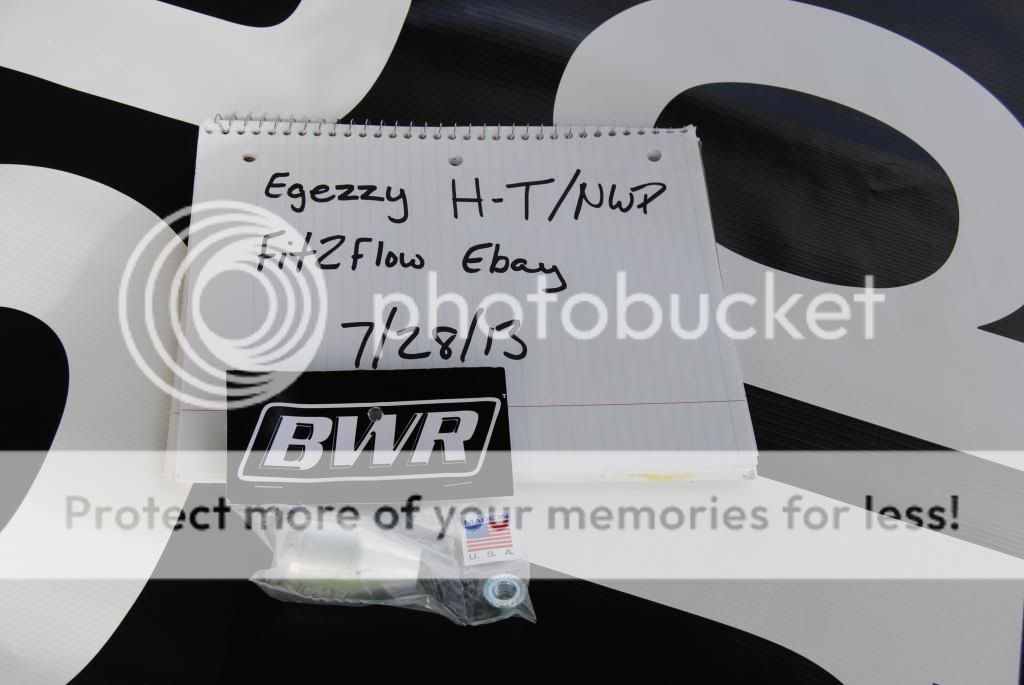 Egezzy H-T/NWP
Fit2Flow Ebay
photobucket
7/28/13
BWR
Protect more of your memories for less!
MADE IN
U. S. A.